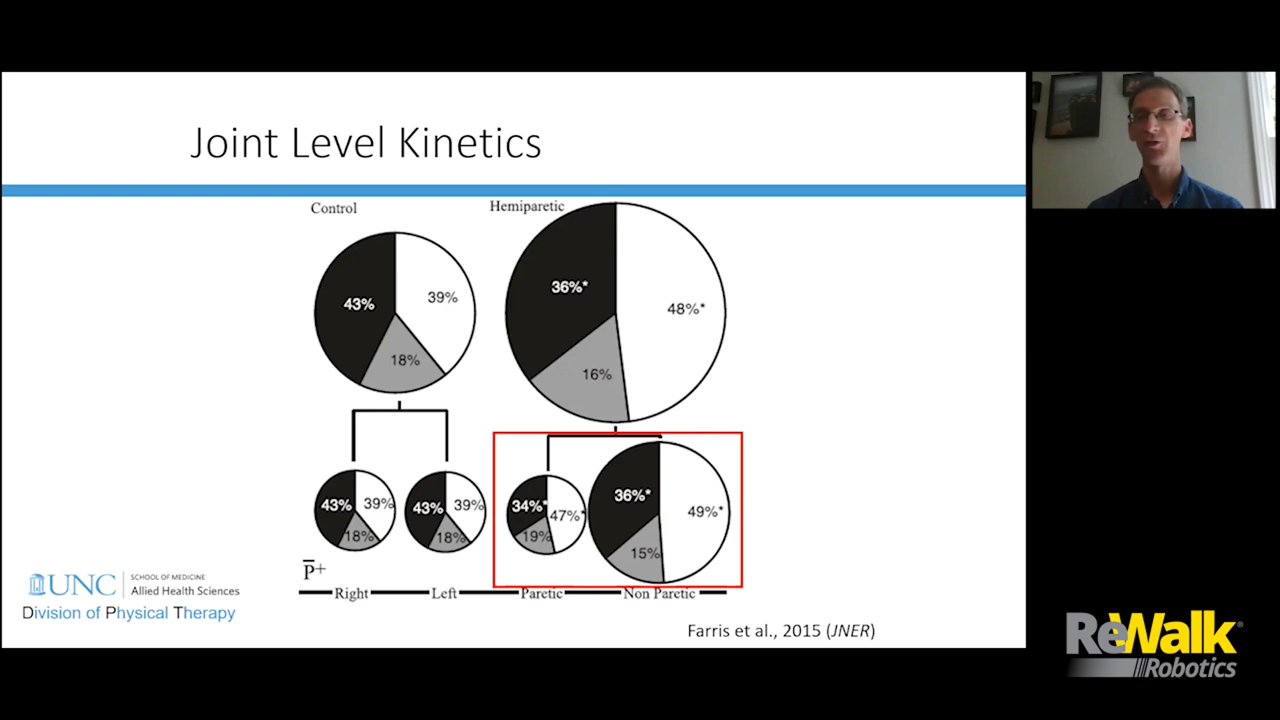 Joint Level Kinetics
Control
Hemiparetic
43%
39%
18%
36%*
48%*
16%
43%
39%
18%
43%
39%
18%
34%*
47%*
19%
36%*
49%*
15%
P+
Right
Left
Paretic
Non Paretic
UNC
SCHOOL OF MEDICINE
Allied Health Sciences
Division of Physical Therapy
Farris et al., 2015 (JNER)
ReWalk
Robotics